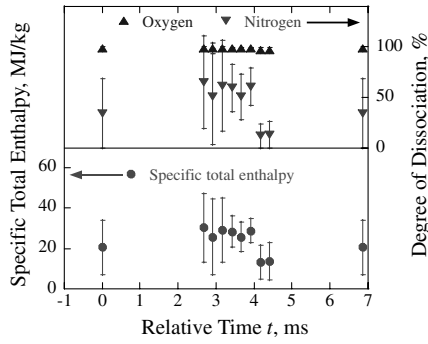 Oxygen Nitrogen
Specific Total Enthalpy, MJ/kg
Degree of Dissociation, %
100
50
0
Specific total enthalpy
60
40
20
0
-1 0 1 2 3 4 5 6 7
Relative Time t, ms